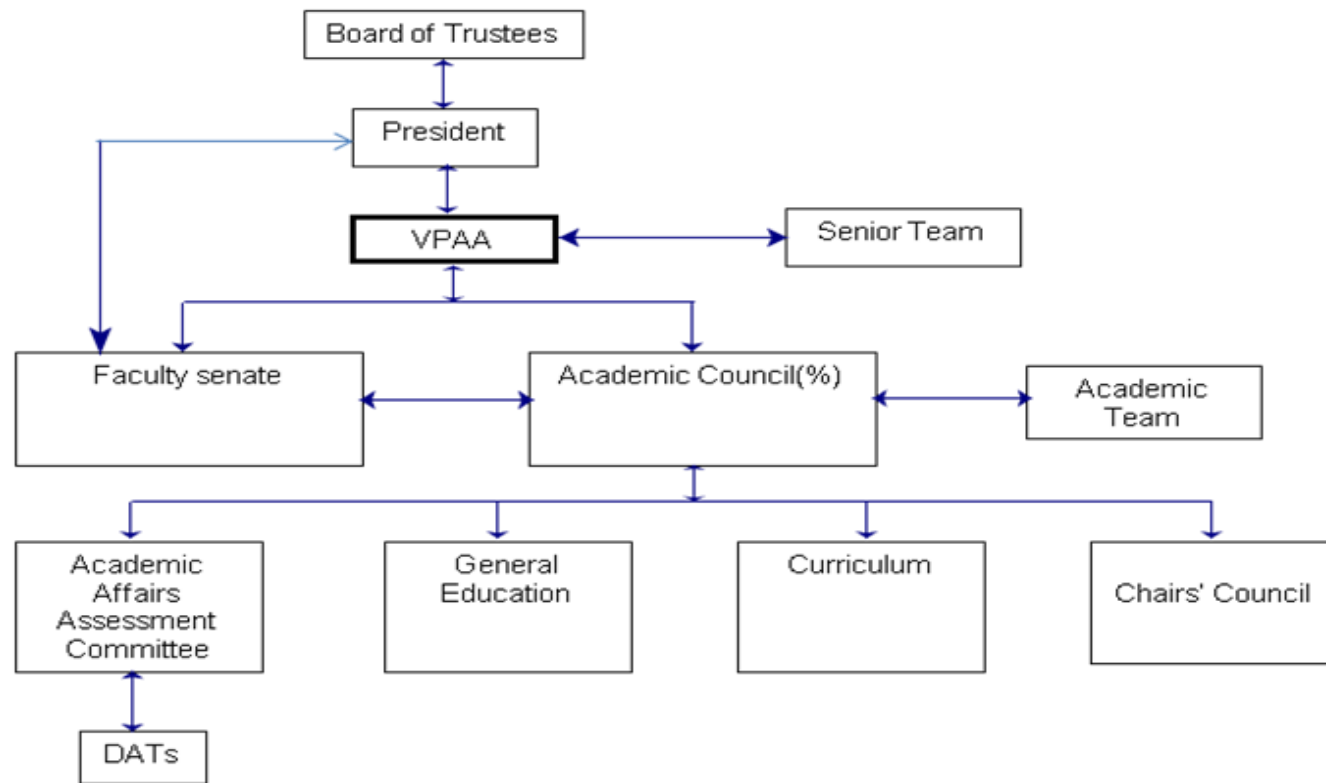 Board of Trustees
President
VPAA
Senior Team
Faculty senate
Academic Council(%)
Academic
Team
Academic
Affairs
Assessment
Committee
General
Education
Curriculum
Chairs' Council
DATs